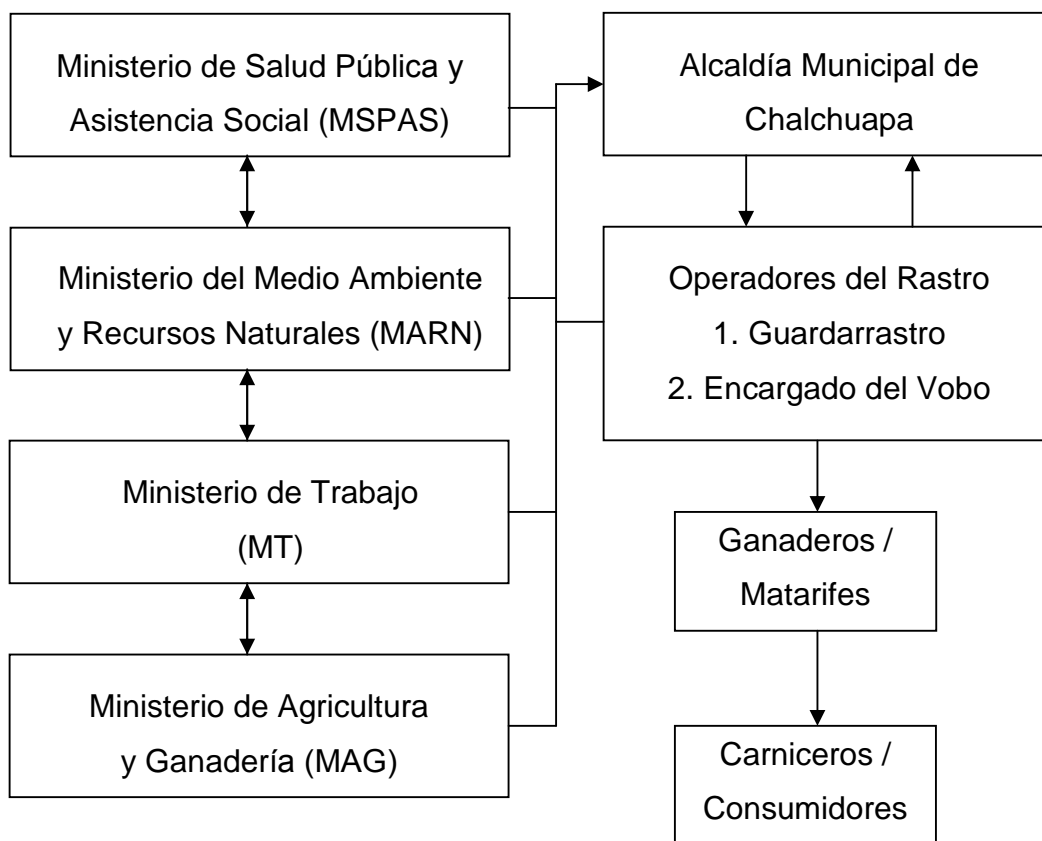 Ministerio de Salud Pública y
Asistencia Social (MSPAS)
Ministerio del Medio Ambiente
y Recursos Naturales (MARN)
Ministerio de Trabajo
(MT)
Ministerio de Agricultura
y Ganadería (MAG)
Alcaldía Municipal de
Chalchuapa
Operadores del Rastro
1. Guardarrastro
2. Encargado del Vobo
Ganaderos /
Matarifes
Carniceros /
Consumidores